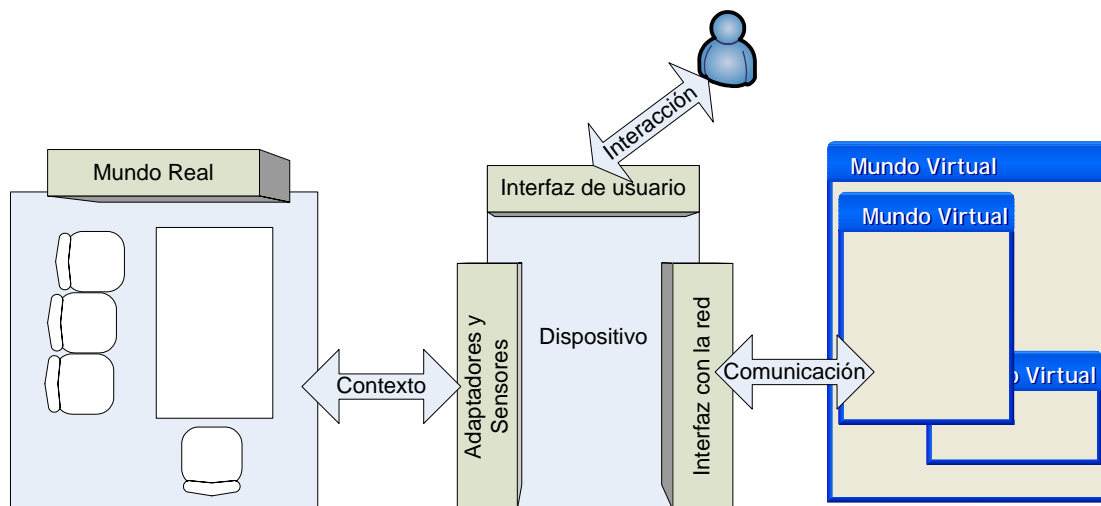 Interacción
Mundo Real
Interfaz de usuario
Mundo Virtual
Mundo Virtual
Adaptadores y
Sensores
Dispositivo
Interfaz con la red
Contexto
Comunicación
Virtual